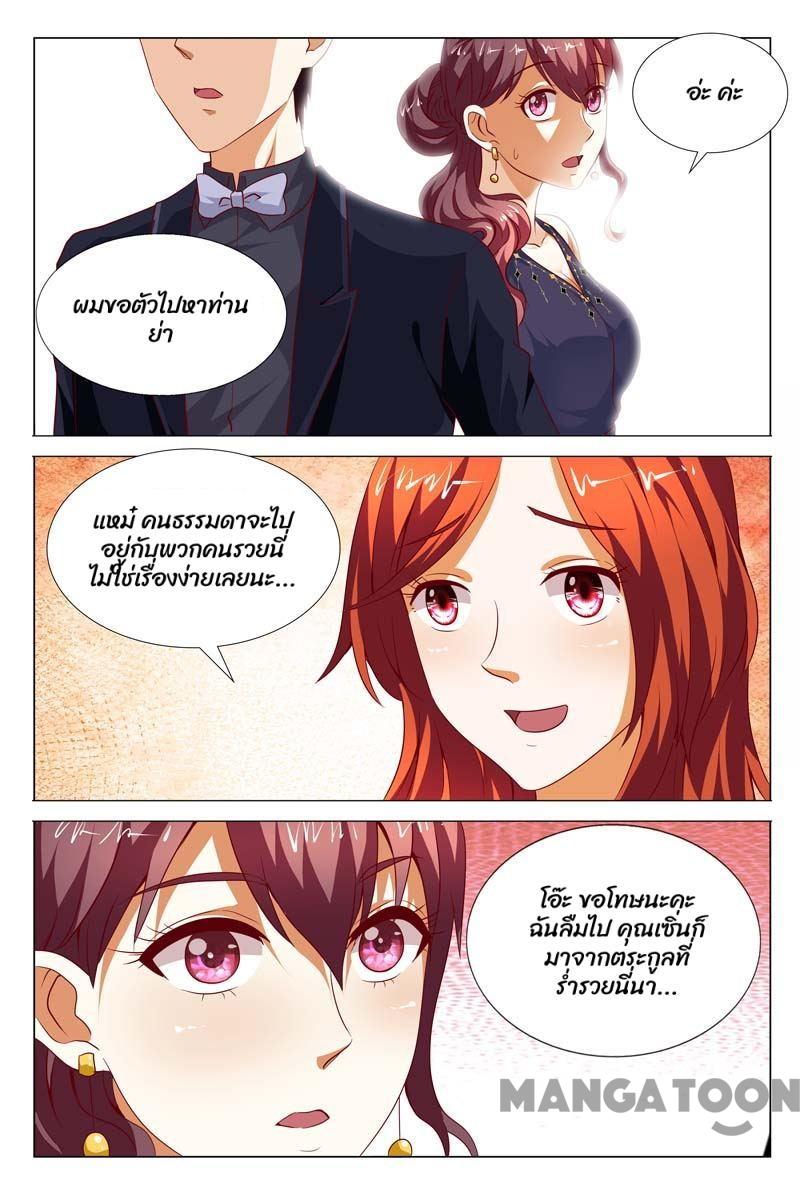 อ่ะ ค่ะ
ผมขอตัวไปหาท่าน
ย่า
แหม๋ คนธรรมดาจะไป
อยู่กับพวกคนรวยนี่
ไม่ใช่เรื่องง่ายเลยนะ...
โอ๊ะ ขอโทษนะคะ
ฉันลืมไป คุณเซิ่นก็
มาจากตระกูลที่
ร่ำรวยนี่นา...
MANGATOON